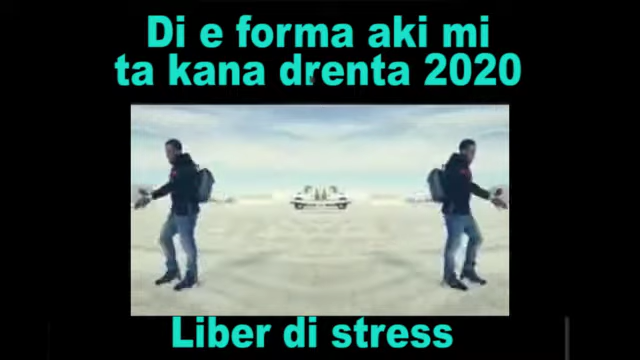 Di e forma aki mi
ta kana drenta 2020
Liber di stress